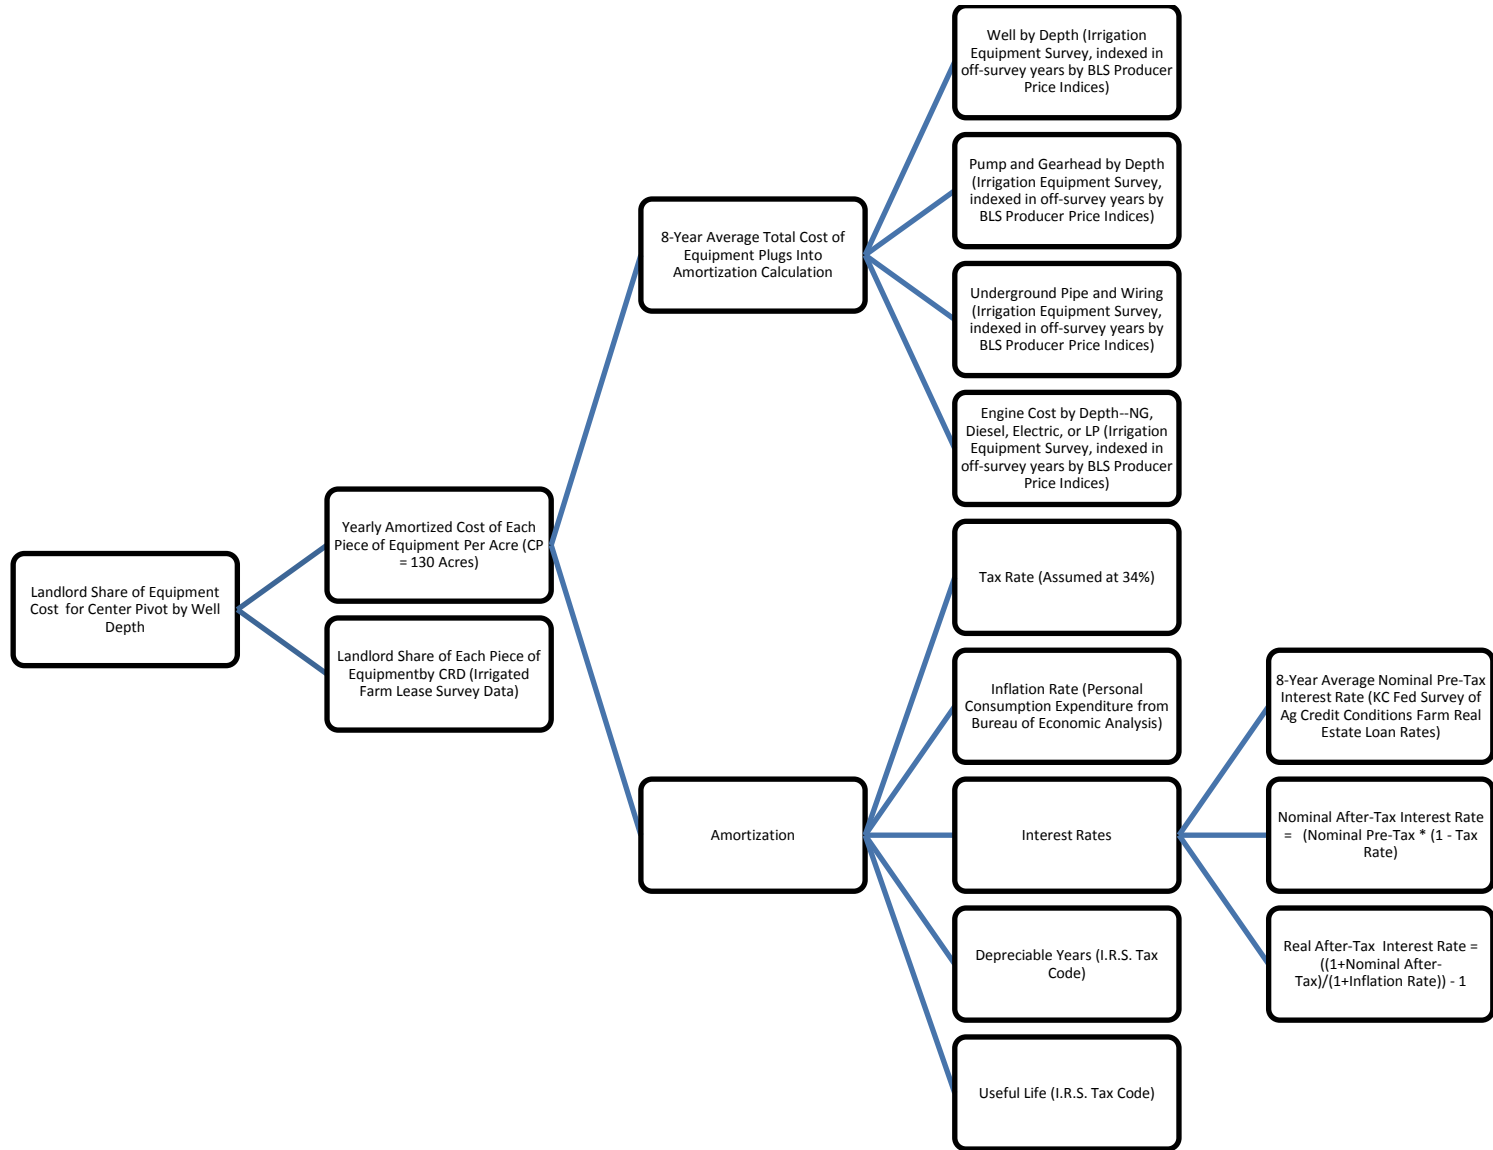 Landlord Share of Equipment
Cost  for Center Pivot by Well
Depth
Yearly Amortized Cost of Each
Piece of Equipment Per Acre (CP
= 130 Acres)
Landlord Share of Each Piece of
Equipmentby CRD (Irrigated
Farm Lease Survey Data)
8-Year Average Total Cost of
Equipment Plugs Into
Amortization Calculation
Amortization
Well by Depth (Irrigation
Equipment Survey, indexed in
off-survey years by BLS Producer
Price Indices)
Pump and Gearhead by Depth
(Irrigation Equipment Survey,
indexed in off-survey years by
BLS Producer Price Indices)
Underground Pipe and Wiring
(Irrigation Equipment Survey,
indexed in off-survey years by
BLS Producer Price Indices)
Engine Cost by Depth--NG,
Diesel, Electric, or LP (Irrigation
Equipment Survey, indexed in
off-survey years by BLS Producer
Price Indices)
Tax Rate (Assumed at 34%)
Inflation Rate (Personal
Consumption Expenditure from
Bureau of Economic Analysis)
Interest Rates
Depreciable Years (I.R.S. Tax
Code)
Useful Life (I.R.S. Tax Code)
8-Year Average Nominal Pre-Tax
Interest Rate (KC Fed Survey of
Ag Credit Conditions Farm Real
Estate Loan Rates)
Nominal After-Tax Interest Rate
=   (Nominal Pre-Tax * (1 - Tax
Rate)
Real After-Tax  Interest Rate =
((1+Nominal After-
Tax)/(1+Inflation Rate)) - 1